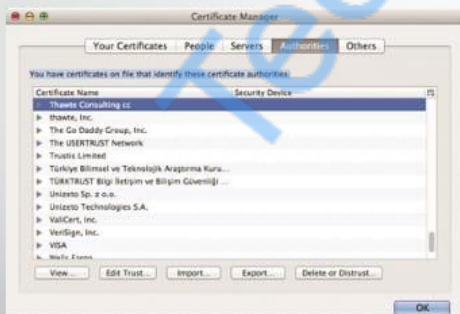 Certificate Manager
Your Certificates People Servers Authorities Others
You have certificates on file that identify these certificate authorities:
Certificate Name Security Device
Thawte Consulting cc
thawte, Inc.
The Go Daddy Group, Inc.
The USERTRUST Network
Trustis Limited
Türkiye Bilimsel ve Teknolojik Araştırma Kuru...
TÜRKTRUST Bilgi İletişim ve Bilişim Güvenliği ...
Unizeto Sp. z o.o.
Unizeto Technologies S.A.
ValiCert, Inc.
VeriSign, Inc.
VISA
Wells Fargo
View... Edit Trust... Import... Export... Delete or Distrust...
OK
Tec